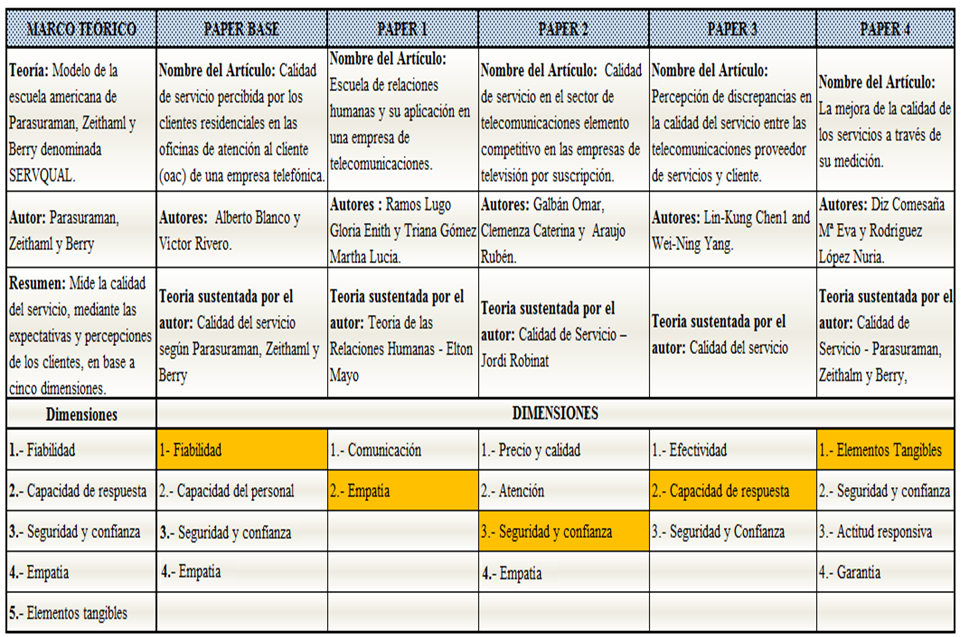 MARCO TEÓRICO
PAPER BASE
PAPER 1
PAPER 2
PAPER 3
PAPER 4
Teoría: Modelo de la
escuela americana de
Parasuraman, Zeithaml y
Berry denominada
SERVQUAL.
Nombre del Artículo: Calidad
de servicio percibida por los
clientes residenciales en las
oficinas de atención al cliente
(oac) de una empresa telefónica.
Nombre del Artículo:
Escuela de relaciones
humanas y su aplicación en
una empresa de
telecomunicaciones.
Nombre del Artículo: Calidad
de servicio en el sector de
telecomunicaciones elemento
competitivo en las empresas de
televisión por suscripción.
Nombre del Artículo:
Percepción de discrepancias en
la calidad del servicio entre las
telecomunicaciones proveedor
de servicios y cliente.
Nombre del Artículo:
La mejora de la calidad de
los servicios a través de
su medición.
Autor: Parasuraman,
Zeithaml y Berry
Autores: Alberto Blanco y
Victor Rivero.
Autores : Ramos Lugo
Gloria Enith y Triana Gómez
Martha Lucia.
Autores: Galbán Omar,
Clemenza Caterina y Araujo
Rubén.
Autores: Lin-Kung Chen1 and
Wei-Ning Yang.
Autores: Diz Comesaña
Mª Eva y Rodríguez
López Nuria.
Resumen: Mide la calidad
del servicio, mediante las
expectativas y percepciones
de los clientes, en base a
cinco dimensiones.
Teoria sustentada por el
autor: Calidad del servicio
según Parasuraman, Zeithaml y
Berry
Teoria sustentada por el
autor: Teoria de las
Relaciones Humanas - Elton
Mayo
Teoria sustentada por el
autor: Calidad de Servicio –
Jordi Robinat
Teoria sustentada por el
autor: Calidad del servicio
Teoria sustentada por el
autor: Calidad de
Servicio - Parasuraman,
Zeithalm y Berry,
Dimensiones
DIMENSIONES
1.- Fiabilidad
1- Fiabilidad
1.- Comunicación
1.- Precio y calidad
1.- Efectividad
1.- Elementos Tangibles
2.- Capacidad de respuesta
2.- Capacidad del personal
2.- Empatia
2.- Atención
2.- Capacidad de respuesta
2.- Seguridad y confianza
3.- Seguridad y confianza
3.- Seguridad y confianza
3.- Seguridad y confianza
3.- Seguridad y Confianza
3.- Actitud responsiva
4.- Empatia
4.- Empatia
4.- Empatia
4.- Garantia
5.- Elementos tangibles